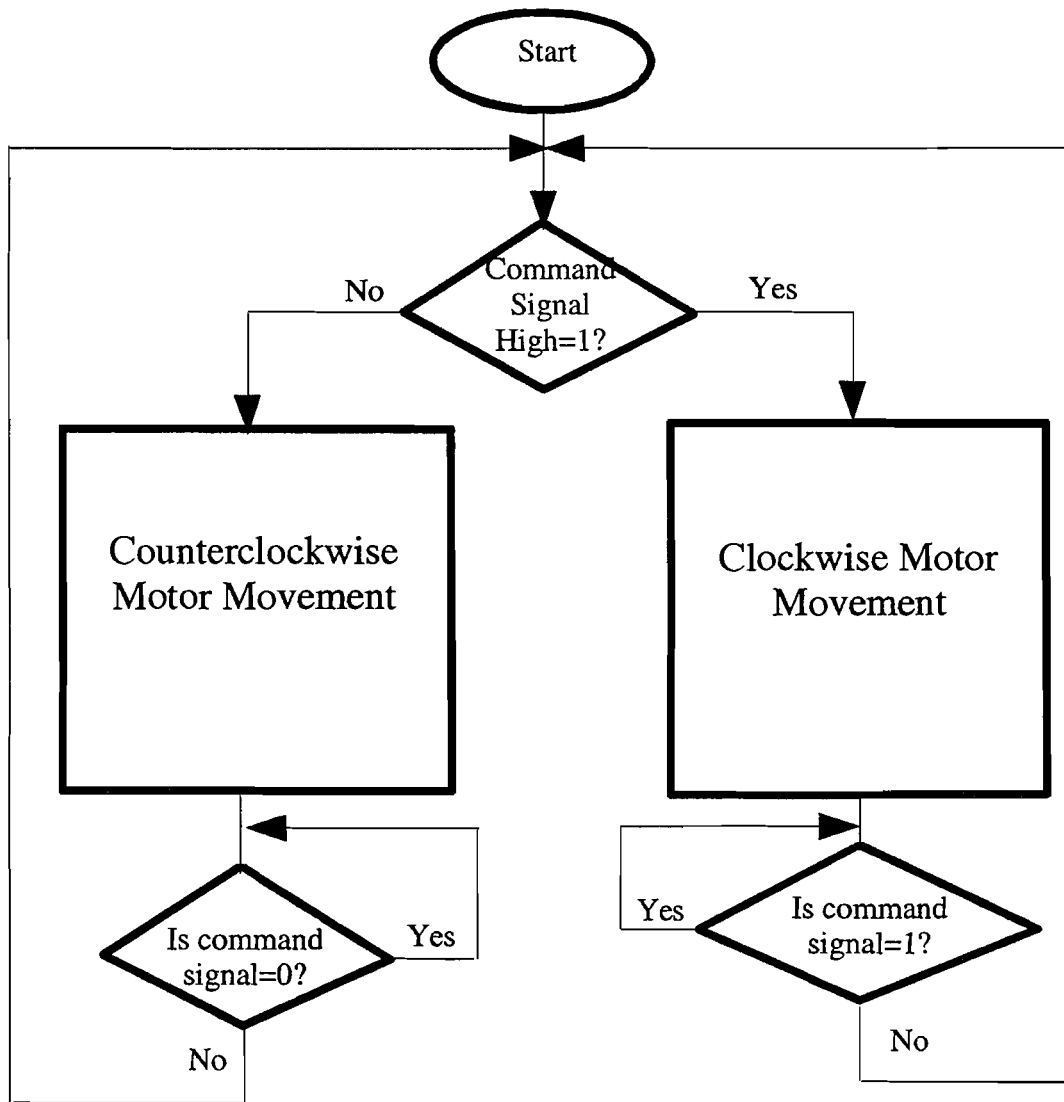 Start
Command
Signal
High=1?
No
Yes
Counterclockwise
Motor Movement
Clockwise Motor
Movement
Is command
signal=0?
Yes
No
Is command
signal=1?
Yes
No